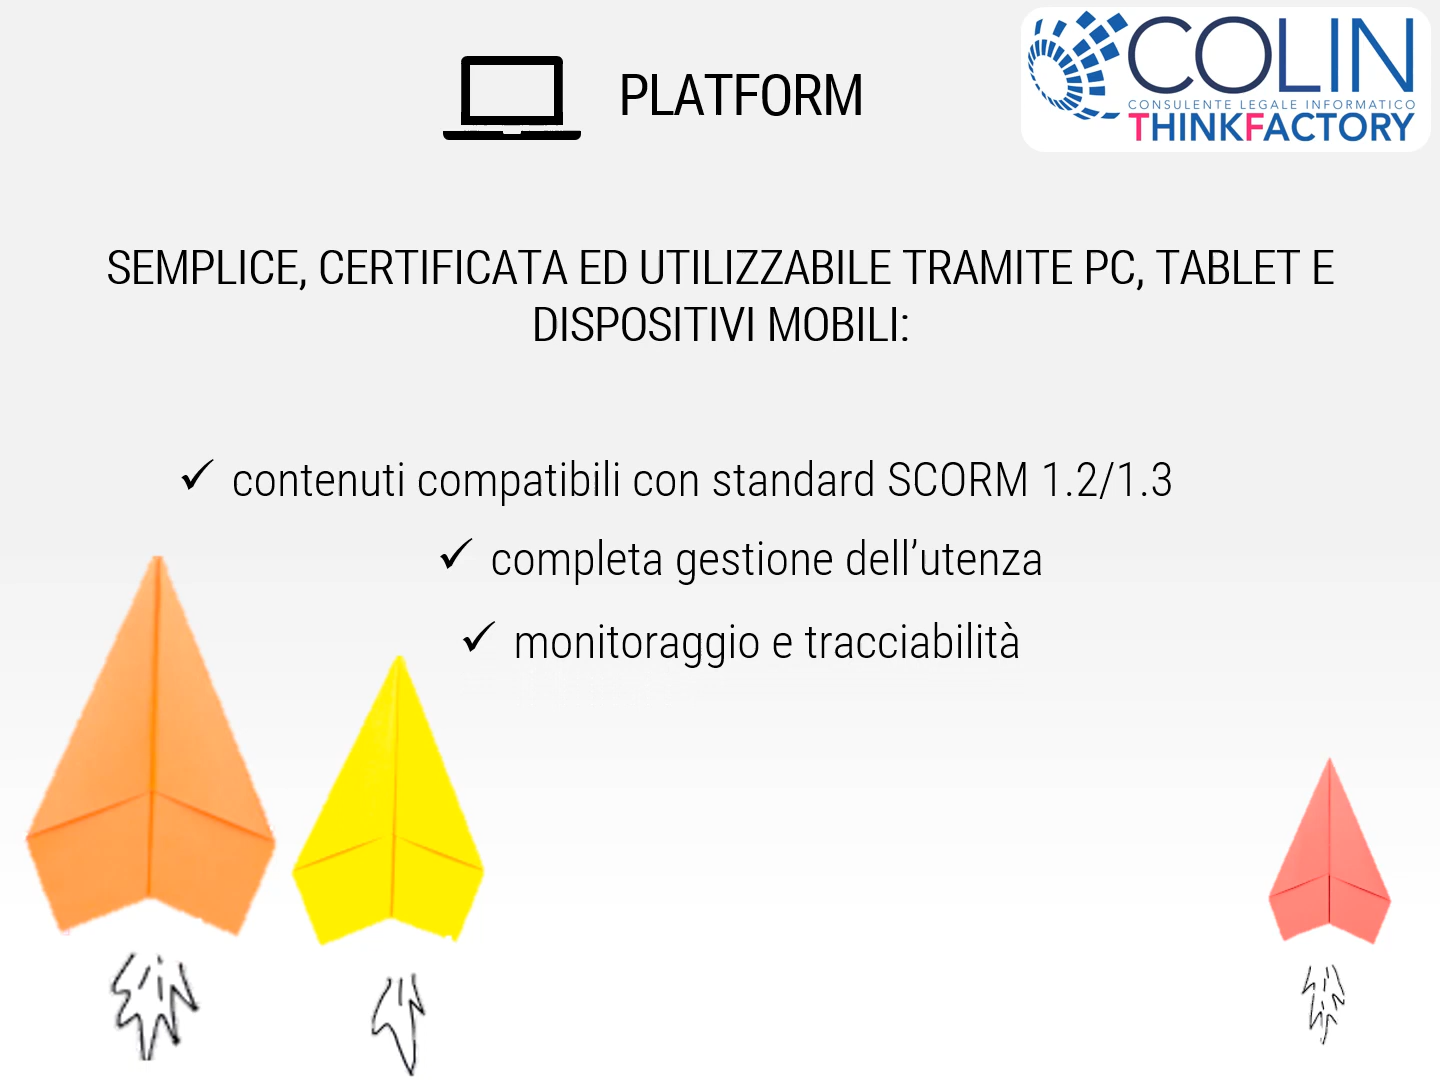 PLATFORM
COLIN
CONSULENTE LEGALE INFORMATICO
THINKFACTORY
SEMPLICE, CERTIFICATA ED UTILIZZABILE TRAMITE PC, TABLET E
DISPOSITIVI MOBILI:
✓ contenuti compatibili con standard SCORM 1.2/1.3
✓ completa gestione dell’utenza
✓ monitoraggio e tracciabilità